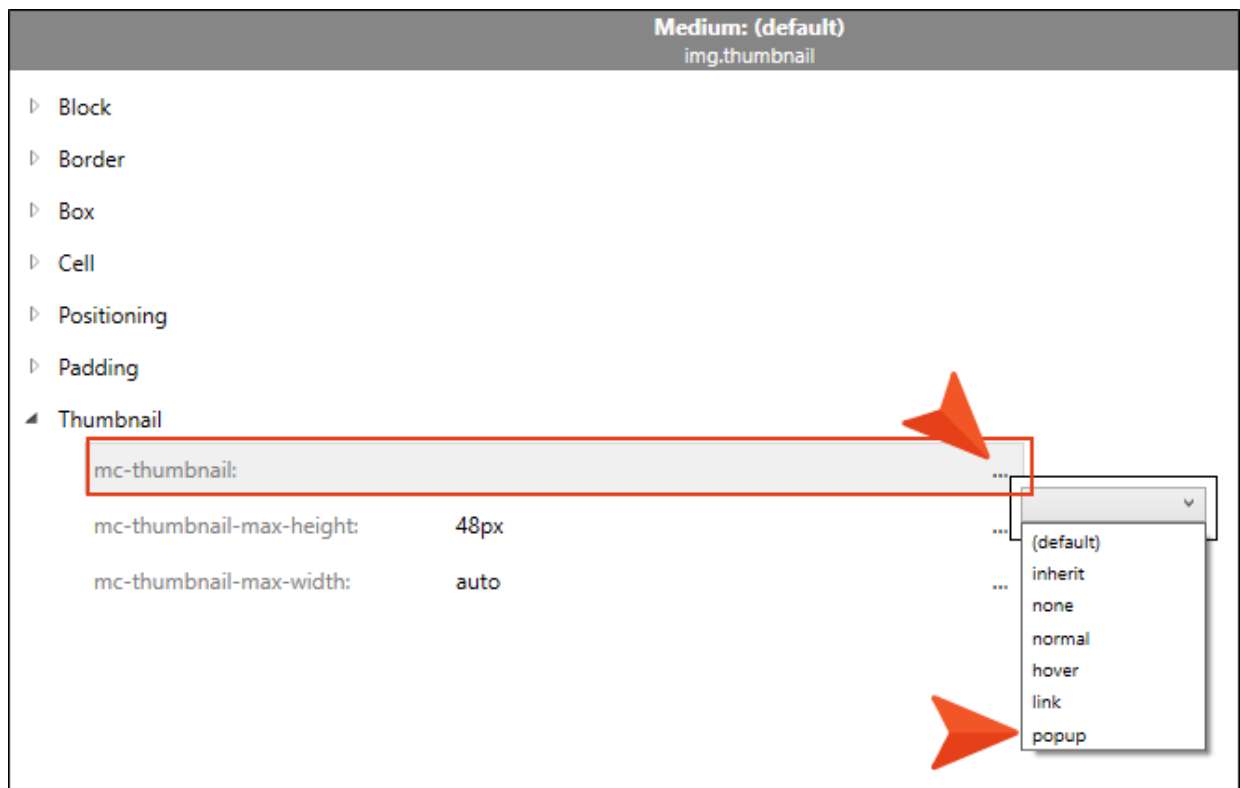 Medium: (default)
img.thumbnail
Block
Border
Box
Cell
Positioning
Padding
Thumbnail
mc-thumbnail: ...
mc-thumbnail-max-height: 48px ...
mc-thumbnail-max-width: auto ...
(default)
inherit
none
normal
hover
link
popup